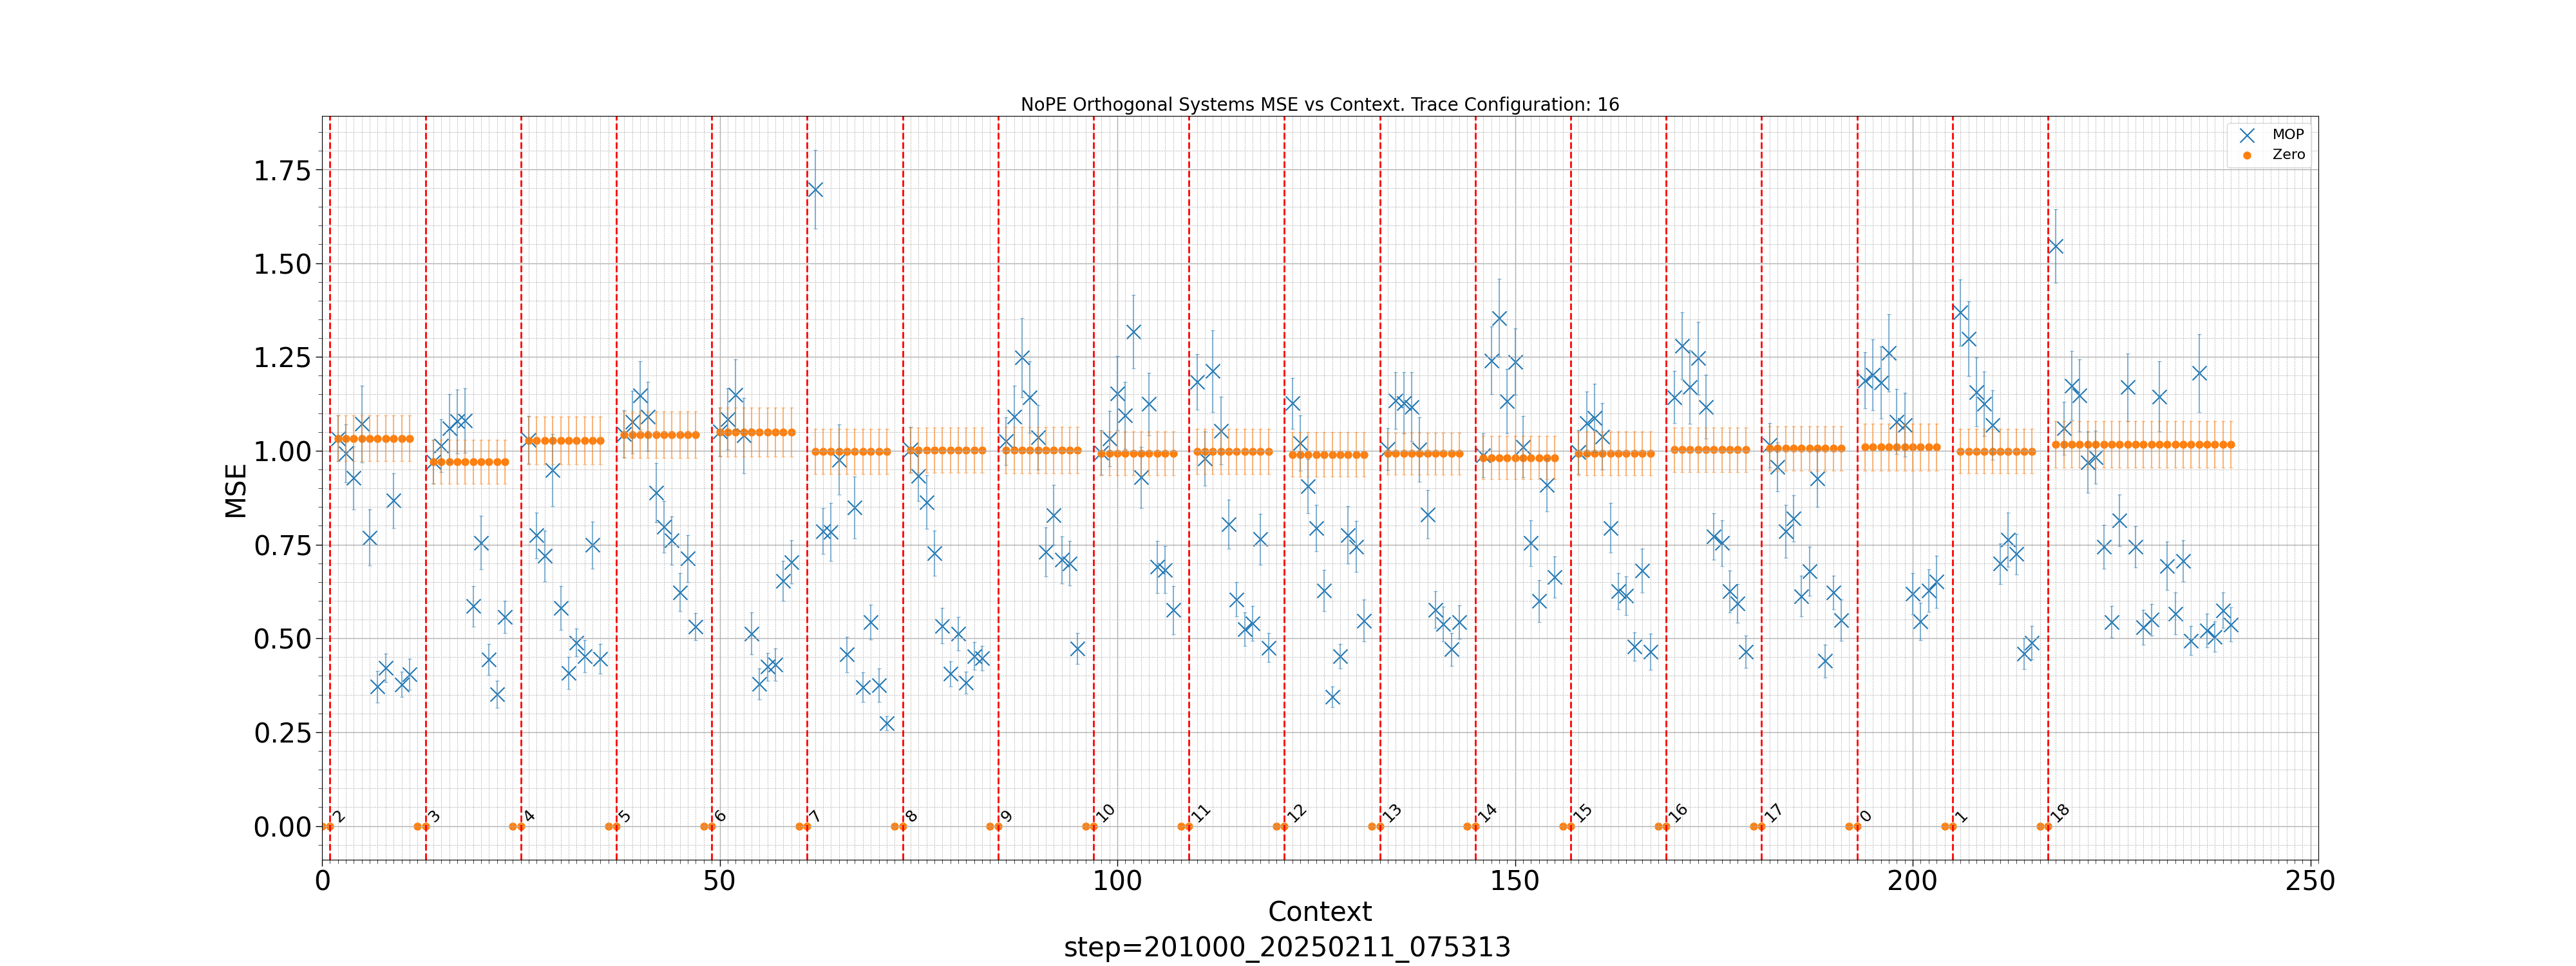 NoPE Orthogonal Systems MSE vs Context. Trace Configuration: 16
MOP
Zero
1.75
1.50
1.25
1.00
0.75
0.50
0.25
0.00
MSE
2 3 4 5 6 7 8 9 10 11 12 13 14 15 16 17 0 1 18
0 50 100 150 200 250
Context
step=201000_20250211_075313